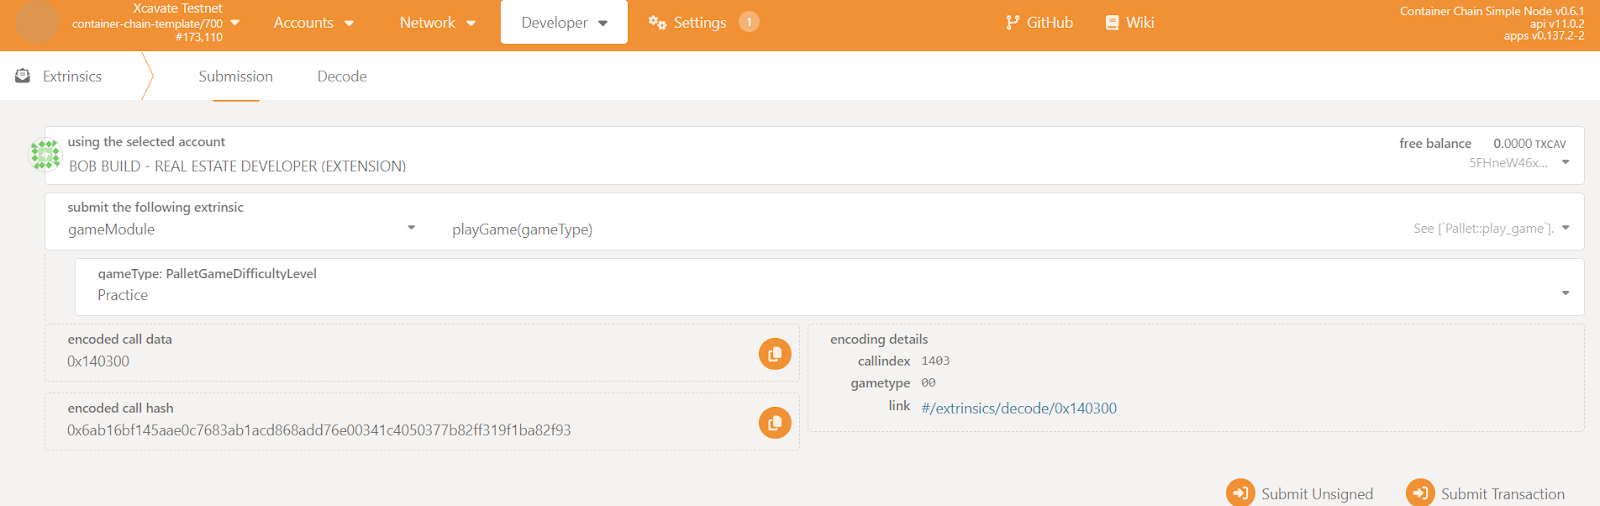 Xcavate Testnet
container-chain-template/700
#173,110
Accounts
Network
Developer
Settings
1
GitHub
Wiki
Container Chain Simple Node v0.6.1
api v11.0.2
apps v0.137.2-2
Extrinsics
Submission
Decode
using the selected account
BOB BUILD - REAL ESTATE DEVELOPER (EXTENSION)
free balance 0.0000 TXCAV
5FHneW46x...
submit the following extrinsic
gameModule
playGame(gameType)
See [`Pallet::play_game`].
gameType: PalletGameDifficultyLevel
Practice
encoded call data
0x140300
encoded call hash
0x6ab16bf145aae0c7683ab1acd868add76e00341c4050377b82ff319f1ba82f93
encoding details
callindex 1403
gametype 00
link #/extrinsics/decode/0x140300
Submit Unsigned
Submit Transaction